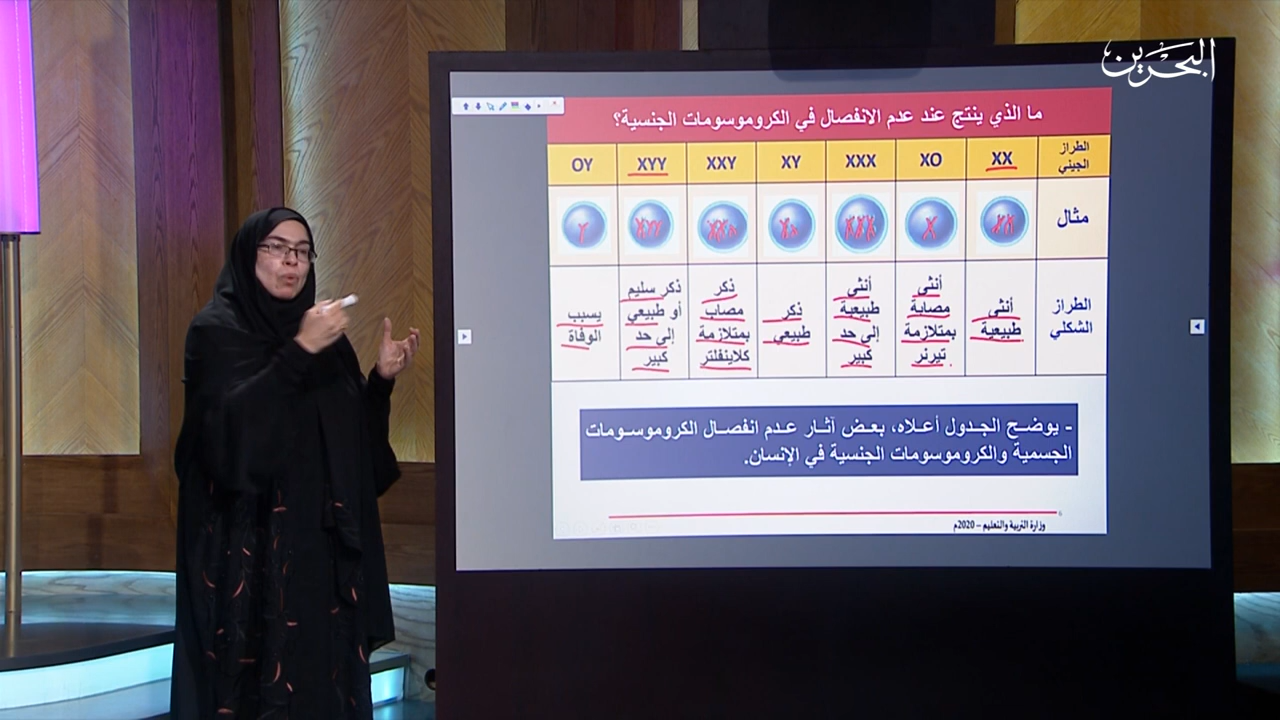 البحرين
ما الذي ينتج عند عدم الانفصال في الكروموسومات الجنسية؟
الطراز
الجيني
XX
XO
XXX
XY
XXY
XYY
OY
مثال
الطراز
الشكلي
أنثى
طبيعية
أنثى
مصابة
بمتلازمة
تيرنر
أنثى
طبيعية
إلى حد
كبير
ذكر
طبيعي
ذكر
مصاب
بمتلازمة
كلاينفلتر
ذكر سليم
أو طبيعي
إلى حد
كبير
يسبب
الوفاة
- يوضح الجدول أعلاه، بعض آثار عدم انفصال الكروموسومات
الجسمية والكروموسومات الجنسية في الإنسان.
6
وزارة التربية والتعليم – 2020م